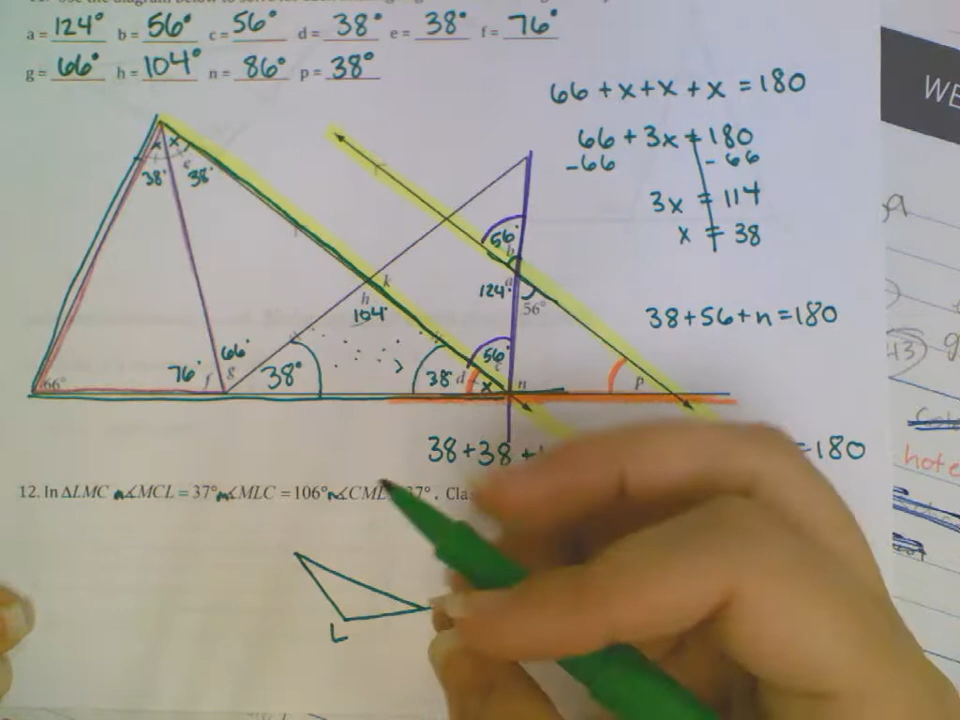 a = 124° b = 56° c = 56° d = 38° e = 38° f = 76°
g = 66° h = 104° n = 86° p = 38°
66 + x + x + x = 180
66 + 3x = 180
-66 -66
3x = 114
x = 38
38 + 56 + n = 180
x x
38° e 38°
56°
b
a
124°
56°
k
h
104°
56°
c
66°
76° f g 38° 38° d x n p
66°
38 + 38 +
= 180
12. In ΔLMC m∡MCL = 37° m∡MLC = 106° m∡CML 37°. Cla
L
WE
hote